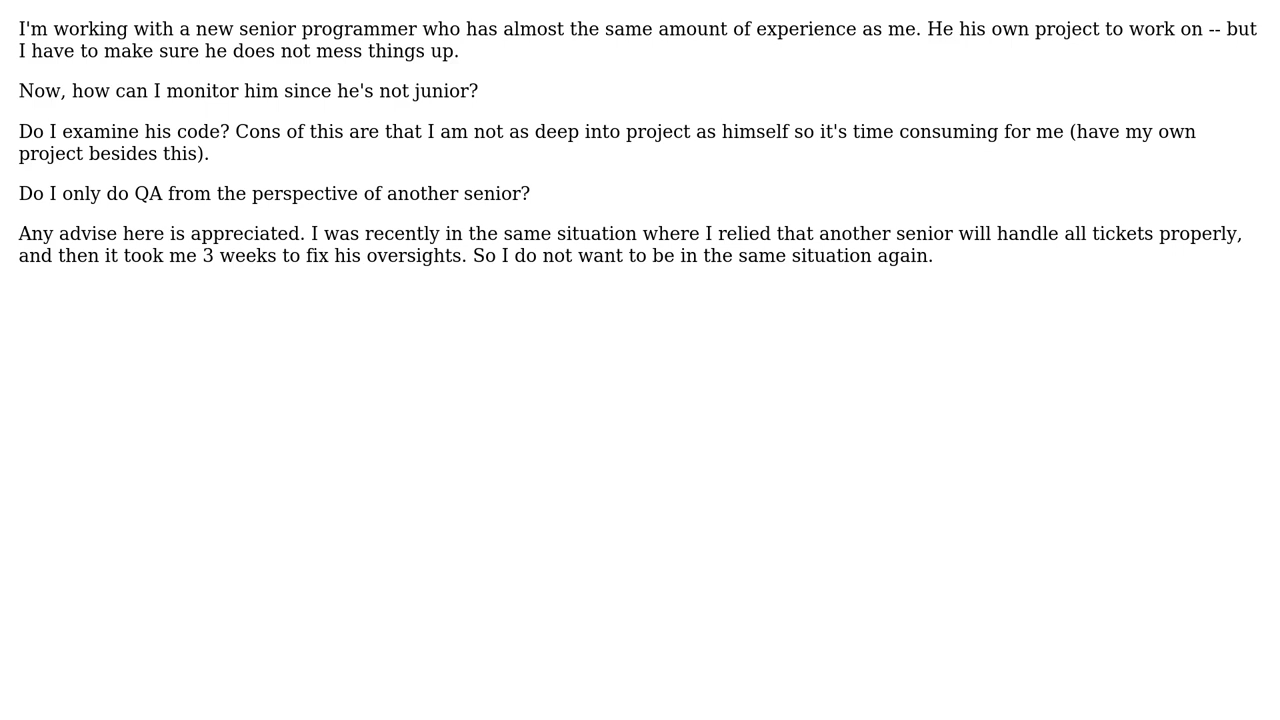 I'm working with a new senior programmer who has almost the same amount of experience as me. He his own project to work on -- but
I have to make sure he does not mess things up.
Now, how can I monitor him since he's not junior?
Do I examine his code? Cons of this are that I am not as deep into project as himself so it's time consuming for me (have my own
project besides this).
Do I only do QA from the perspective of another senior?
Any advise here is appreciated. I was recently in the same situation where I relied that another senior will handle all tickets properly,
and then it took me 3 weeks to fix his oversights. So I do not want to be in the same situation again.